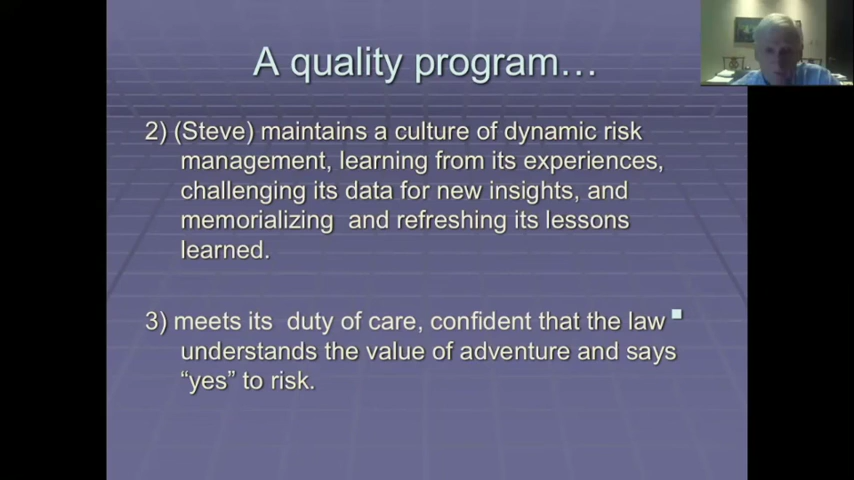 A quality program…
2) (Steve) maintains a culture of dynamic risk
management, learning from its experiences,
challenging its data for new insights, and
memorializing and refreshing its lessons
learned.
3) meets its duty of care, confident that the law
understands the value of adventure and says
“yes” to risk.